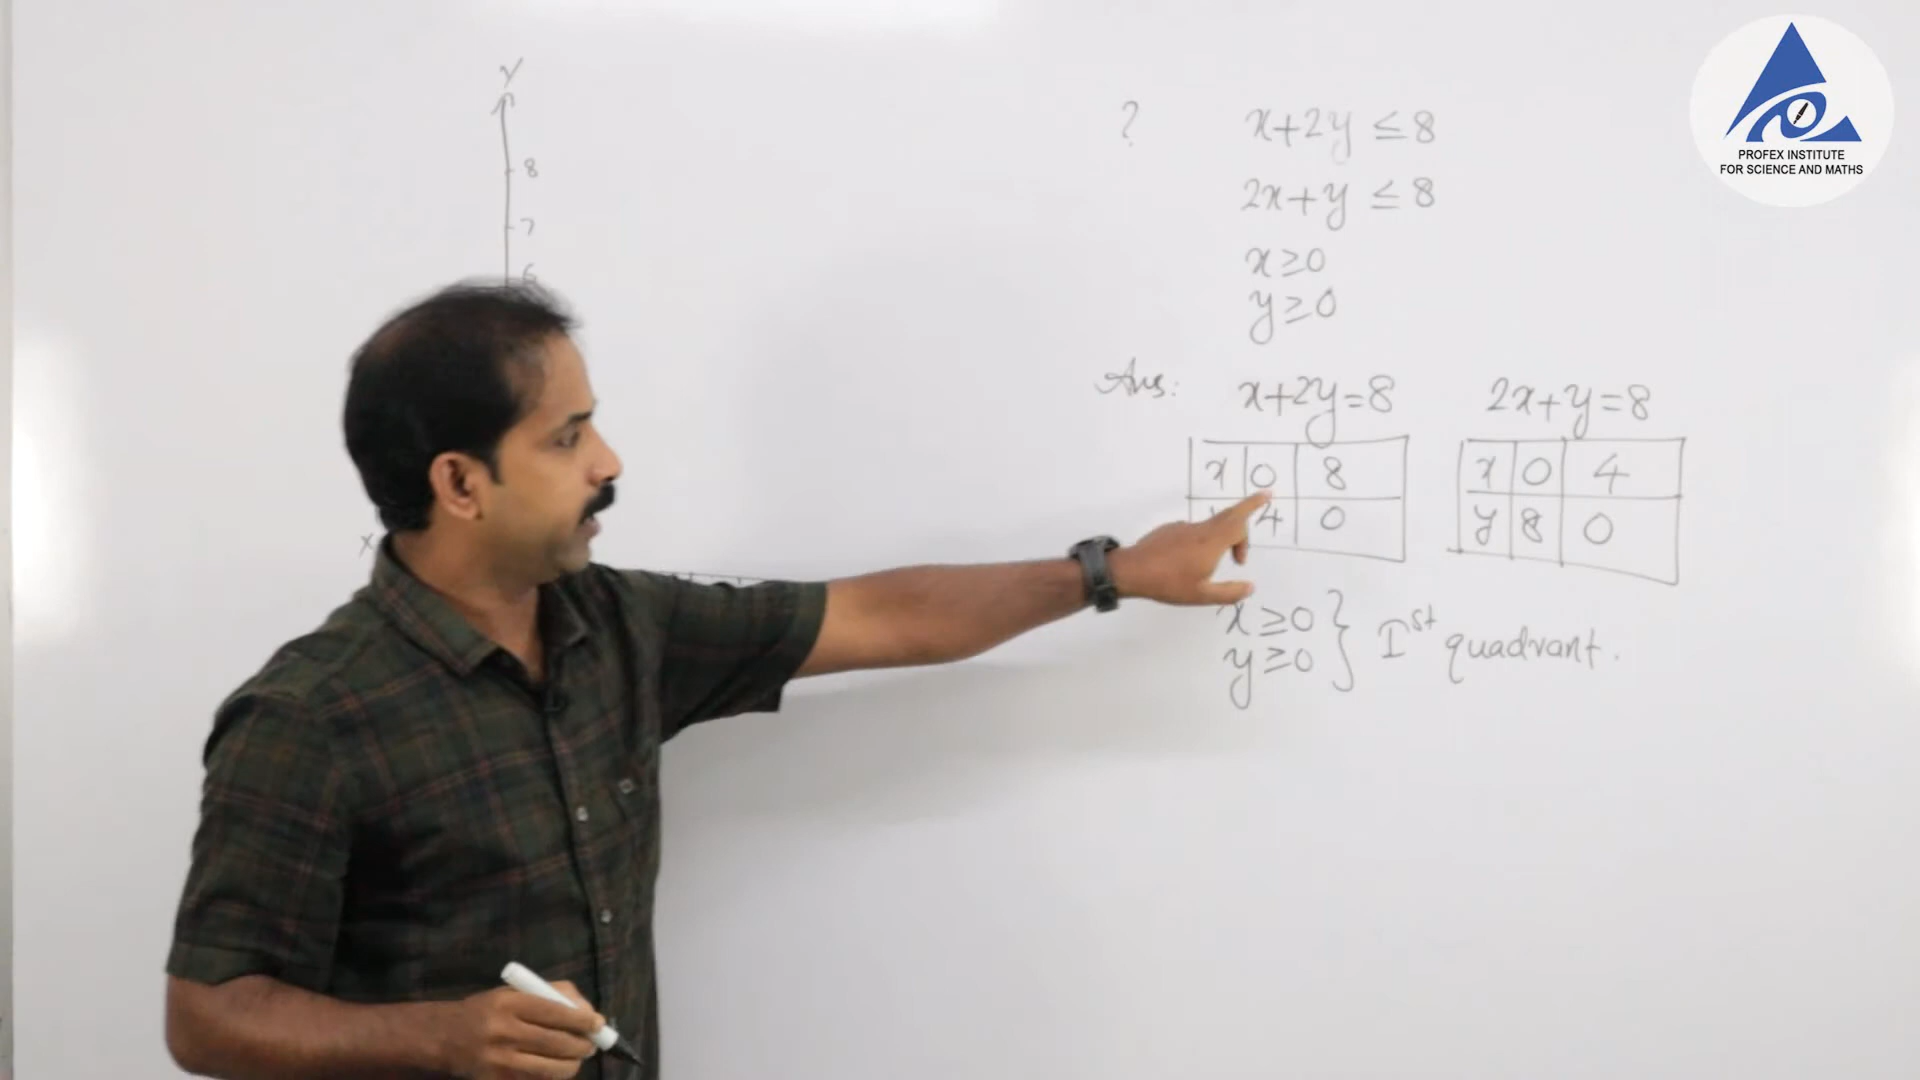 Y
8
7
6
X
? x+2y ≤ 8
2x+y ≤ 8
x ≥ 0
y ≥ 0
Ans: x+2y=8 2x+y=8
x 0 8 x 0 4
4 0 y 8 0
x ≥ 0
y ≥ 0 } Ist quadrant.
PROFEX INSTITUTE
FOR SCIENCE AND MATHS